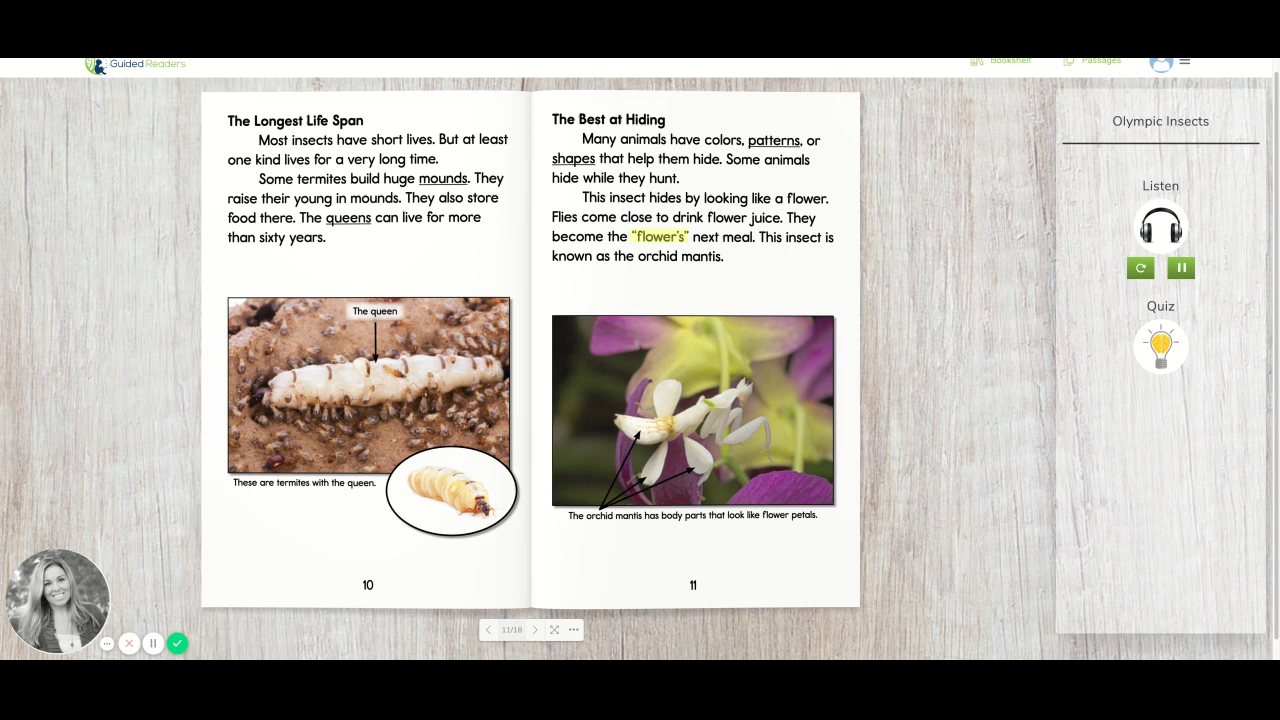 Guided Readers
Bookshelf
Passages
The Longest Life Span
Most insects have short lives. But at least
one kind lives for a very long time.
Some termites build huge mounds. They
raise their young in mounds. They also store
food there. The queens can live for more
than sixty years.
The queen
These are termites with the queen.
10
The Best at Hiding
Many animals have colors, patterns, or
shapes that help them hide. Some animals
hide while they hunt.
This insect hides by looking like a flower.
Flies come close to drink flower juice. They
become the “flower’s” next meal. This insect is
known as the orchid mantis.
The orchid mantis has body parts that look like flower petals.
11
11/18
Olympic Insects
Listen
Quiz